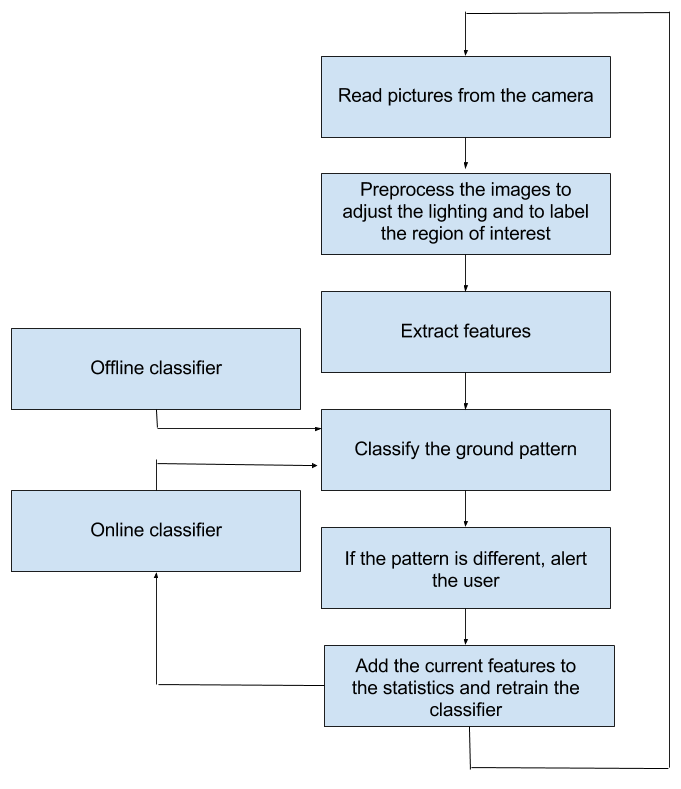 Read pictures from the camera
Preprocess the images to
adjust the lighting and to label
the region of interest
Extract features
Offline classifier
Classify the ground pattern
Online classifier
If the pattern is different, alert
the user
Add the current features to
the statistics and retrain the
classifier